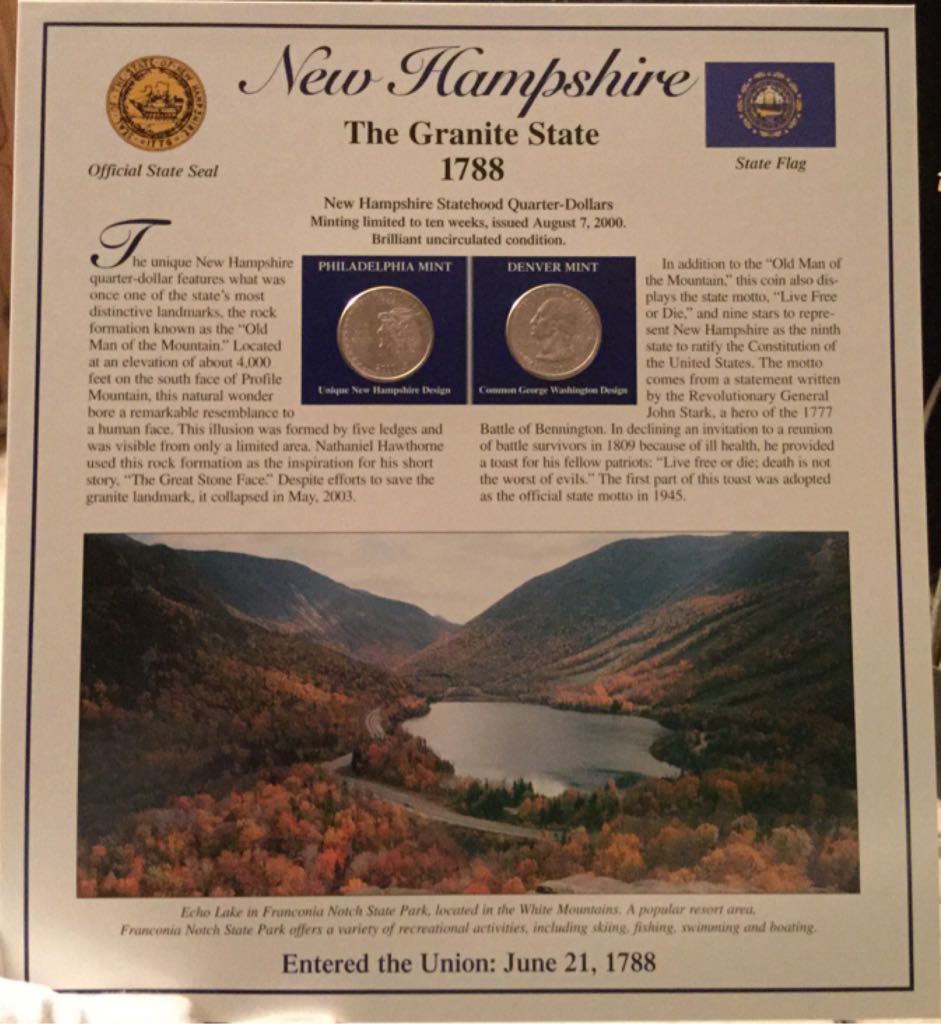 New Hampshire
The Granite State
1788
Official State Seal
State Flag
SEAL OF THE STATE OF NEW HAMPSHIRE
1776
New Hampshire Statehood Quarter-Dollars
Minting limited to ten weeks, issued August 7, 2000.
Brilliant uncirculated condition.
The unique New Hampshire
quarter-dollar features what was
once one of the state's most
distinctive landmarks, the rock
formation known as the "Old
Man of the Mountain." Located
at an elevation of about 4,000
feet on the south face of Profile
Mountain, this natural wonder
bore a remarkable resemblance to
a human face. This illusion was formed by five ledges and
was visible from only a limited area. Nathaniel Hawthorne
used this rock formation as the inspiration for his short
story, "The Great Stone Face." Despite efforts to save the
granite landmark, it collapsed in May, 2003.
PHILADELPHIA MINT
Unique New Hampshire Design
DENVER MINT
Common George Washington Design
In addition to the "Old Man of
the Mountain," this coin also dis-
plays the state motto, "Live Free
or Die," and nine stars to repre-
sent New Hampshire as the ninth
state to ratify the Constitution of
the United States. The motto
comes from a statement written
by the Revolutionary General
John Stark, a hero of the 1777
Battle of Bennington. In declining an invitation to a reunion
of battle survivors in 1809 because of ill health, he provided
a toast for his fellow patriots: "Live free or die; death is not
the worst of evils." The first part of this toast was adopted
as the official state motto in 1945.
Echo Lake in Franconia Notch State Park, located in the White Mountains. A popular resort area,
Franconia Notch State Park offers a variety of recreational activities, including skiing, fishing, swimming and boating.
Entered the Union: June 21, 1788